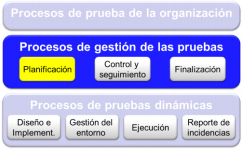 Procesos de prueba de la organización
Procesos de gestión de las pruebas
Planificación
Control y
seguimiento
Finalización
Procesos de pruebas dinámicas
Diseño e
Implement.
Gestión del
entorno
Ejecución
Reporte de
incidencias